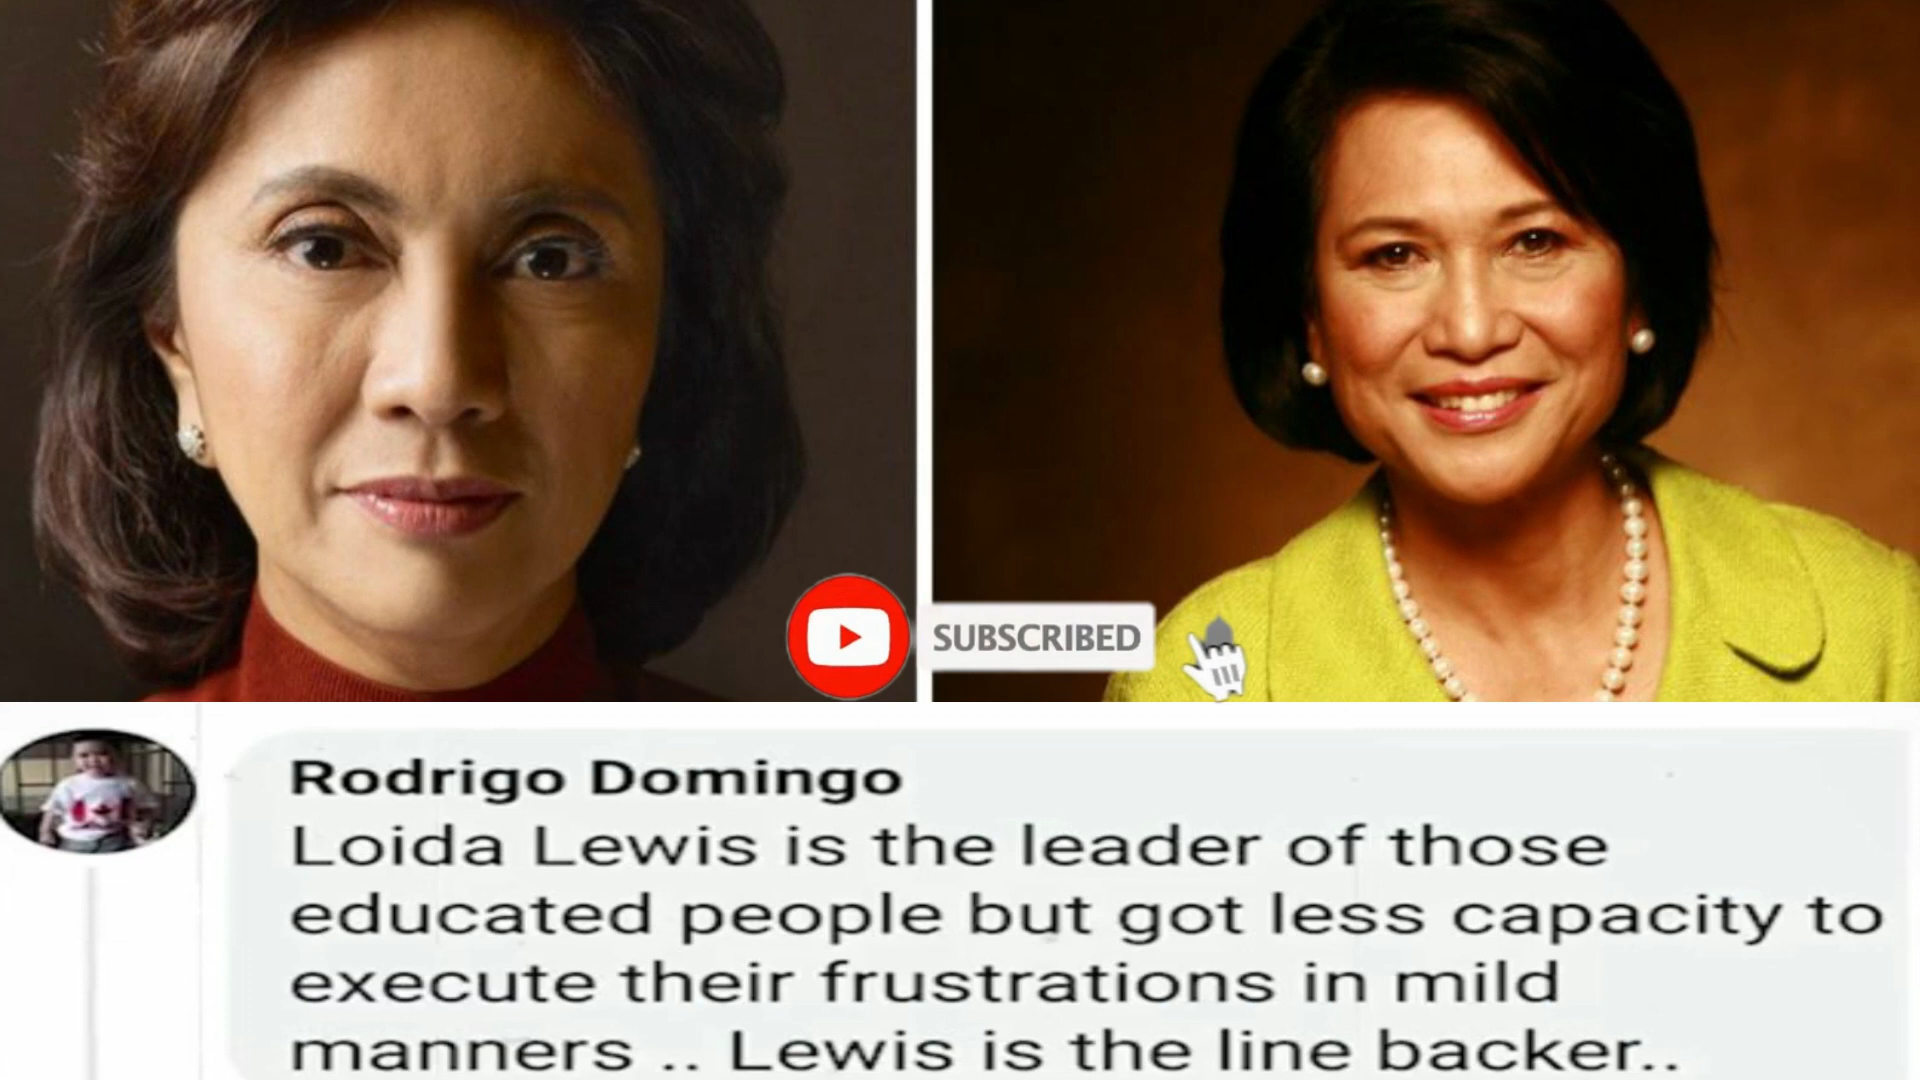 SUBSCRIBED
Rodrigo Domingo
Loida Lewis is the leader of those
educated people but got less capacity to
execute their frustrations in mild
manners .. Lewis is the line backer..